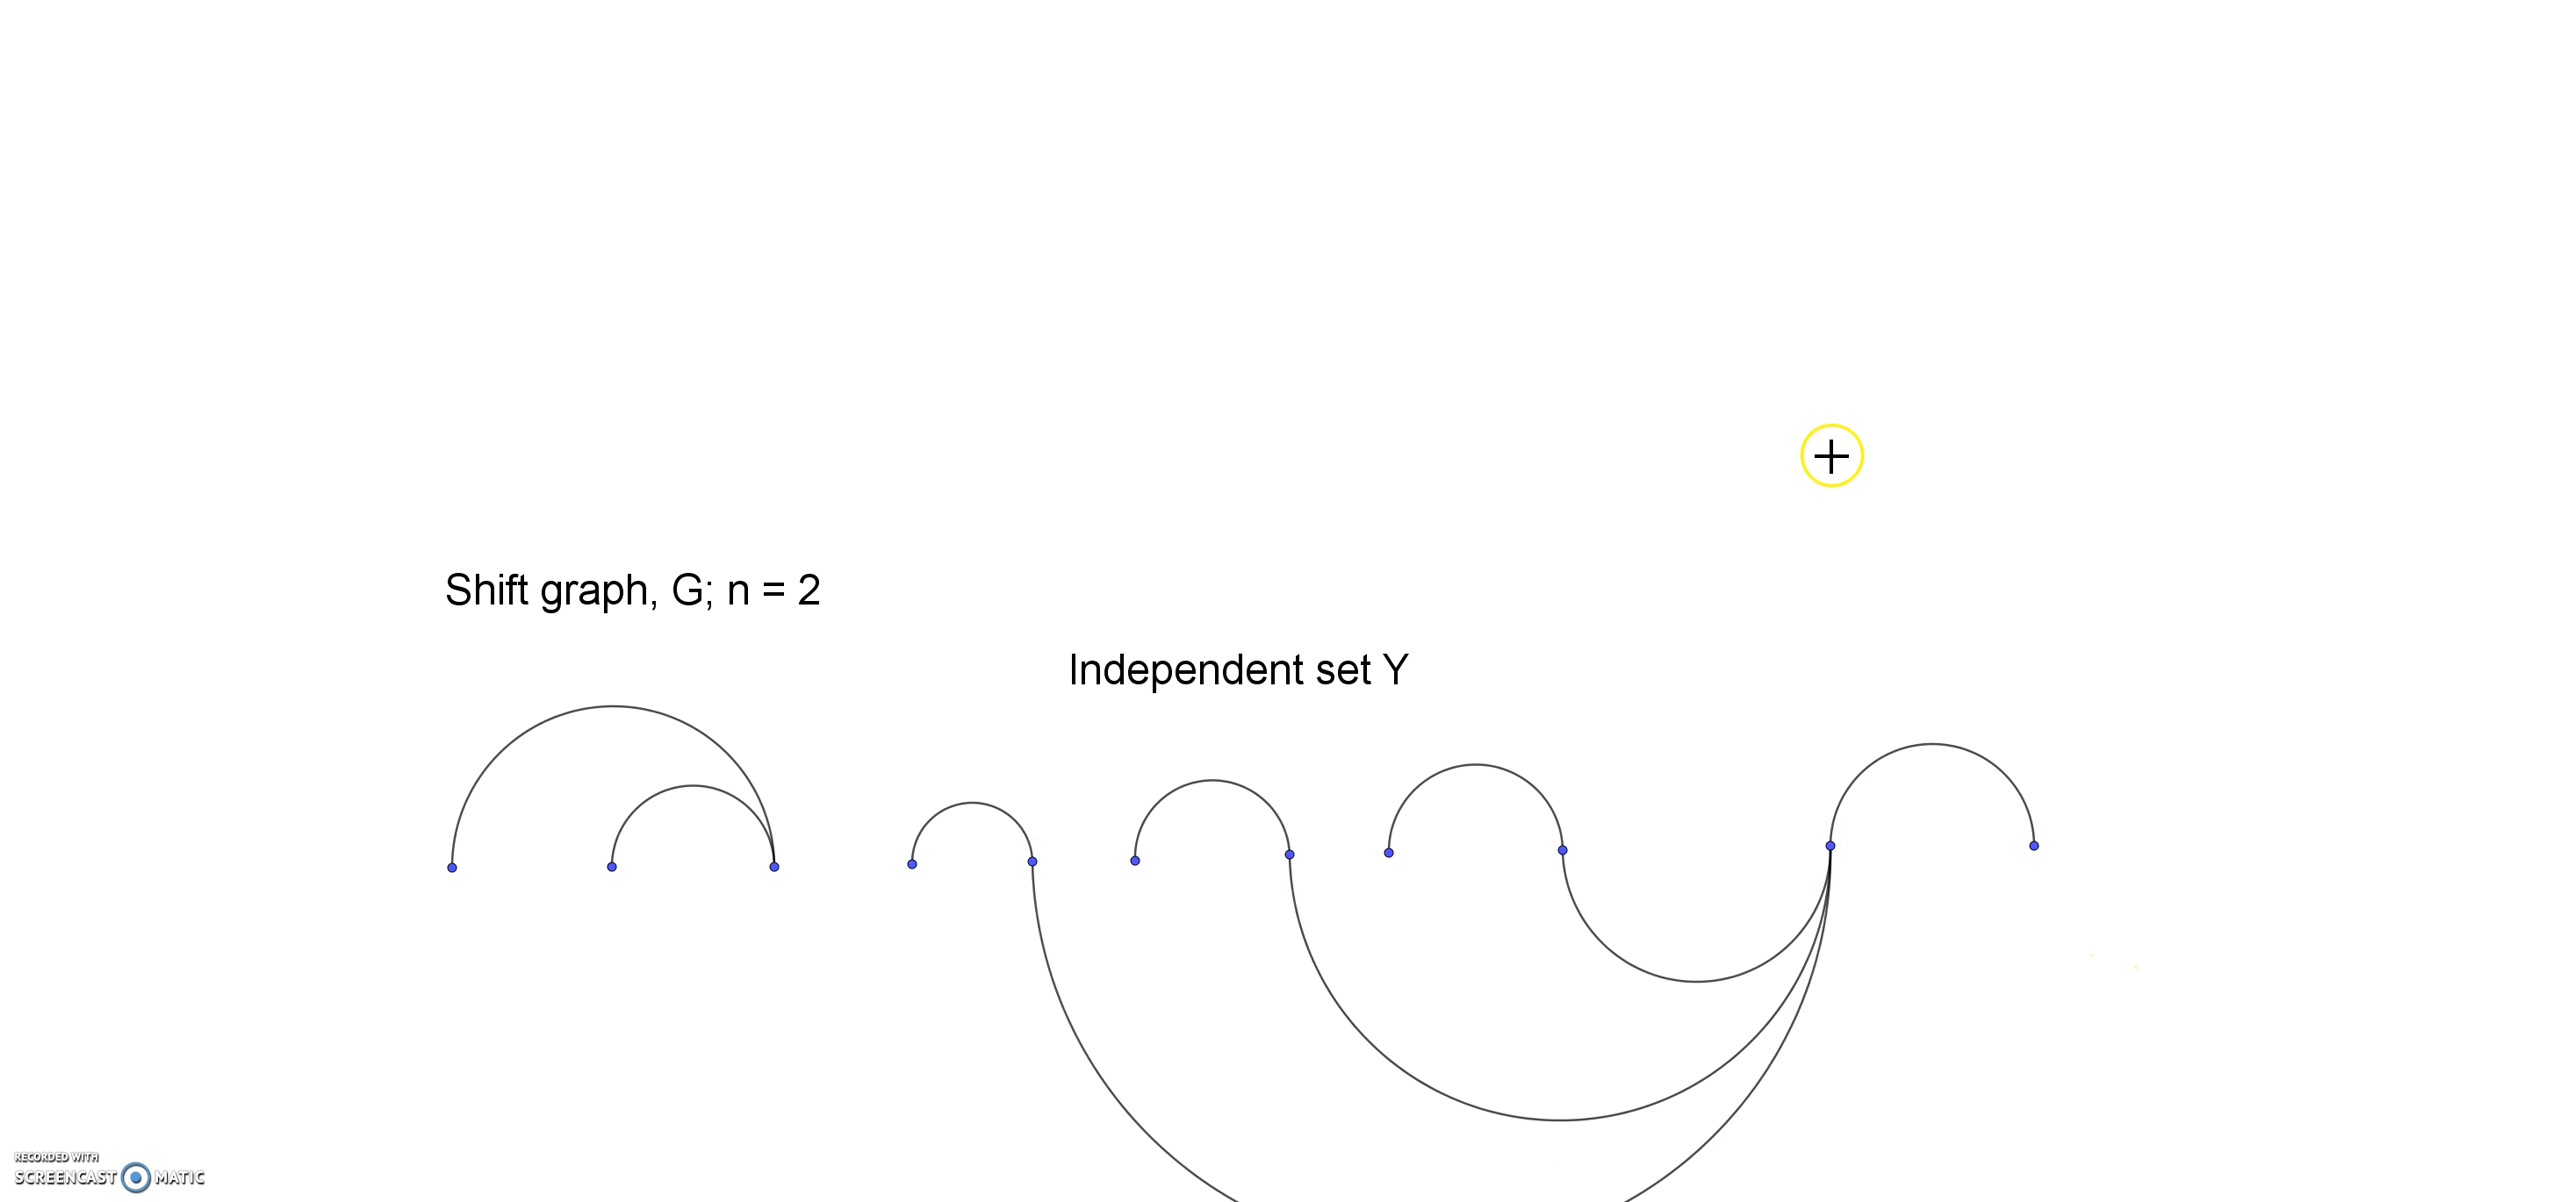 Shift graph, G; n = 2
Independent set Y
RECORDED WITH
SCREENCAST MATIC